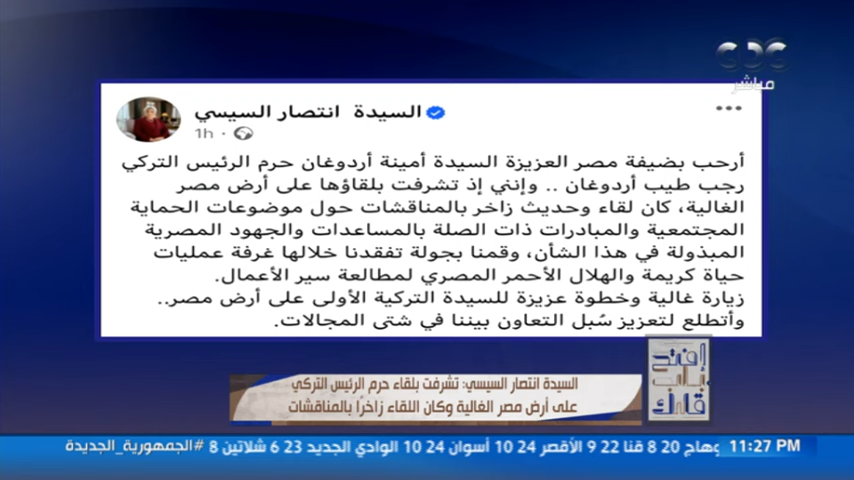 CBC
مباشر
السيدة انتصار السيسي
1h
أرحب بضيفة مصر العزيزة السيدة أمينة أردوغان حرم الرئيس التركي
رجب طيب أردوغان .. وإنني إذ تشرفت بلقاؤها على أرض مصر
الغالية، كان لقاء وحديث زاخر بالمناقشات حول موضوعات الحماية
المجتمعية والمبادرات ذات الصلة بالمساعدات والجهود المصرية
المبذولة في هذا الشأن، وقمنا بجولة تفقدنا خلالها غرفة عمليات
حياة كريمة والهلال الأحمر المصري لمطالعة سير الأعمال.
زيارة غالية وخطوة عزيزة للسيدة التركية الأولى على أرض مصر..
وأتطلع لتعزيز سُبل التعاون بيننا في شتى المجالات.
إفتح
باب
قلبك
السيدة انتصار السيسي: تشرفت بلقاء حرم الرئيس التركي
على أرض مصر الغالية وكان اللقاء زاخرًا بالمناقشات
وهاج 20 8 قنا 22 9 الأقصر 24 10 أسوان 24 10 الوادي الجديد 23 6 شلاتين 8 #الجمهورية_الجديدة
11:27 PM